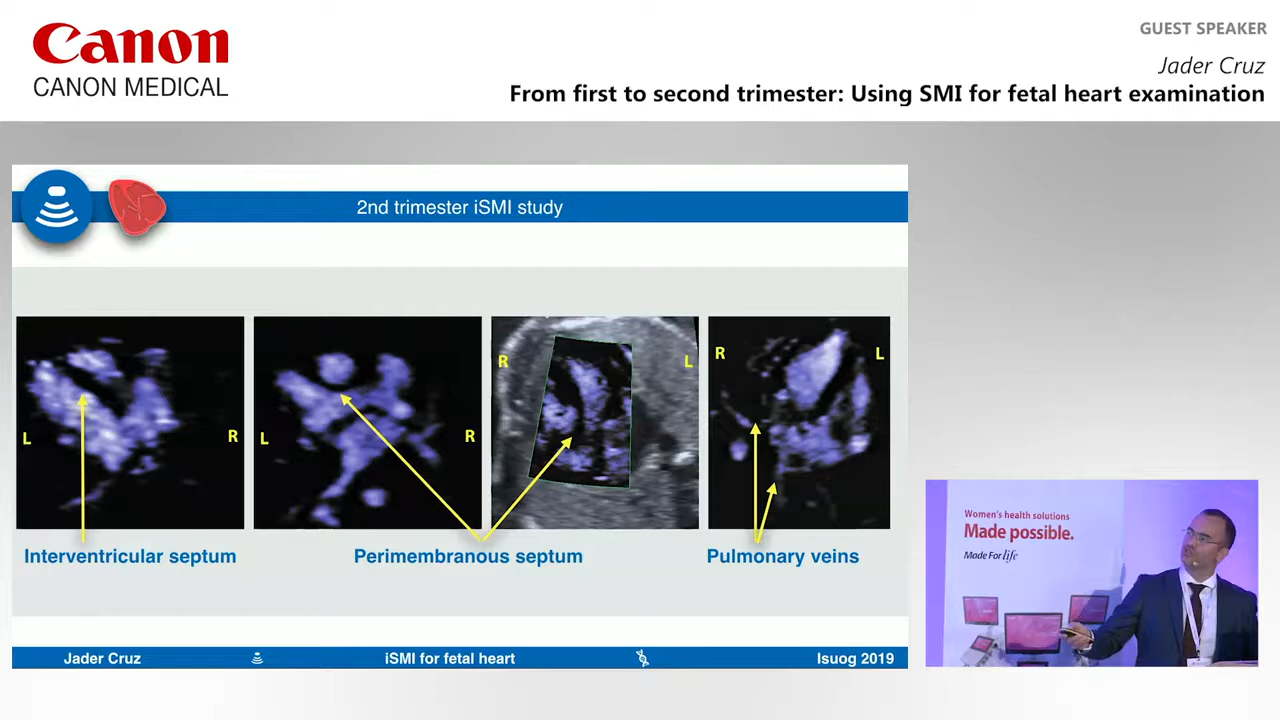 Canon
CANON MEDICAL
GUEST SPEAKER
Jader Cruz
From first to second trimester: Using SMI for fetal heart examination
2nd trimester iSMI study
L
R
L
R
R
L
R
L
Interventricular septum
Perimembranous septum
Pulmonary veins
Jader Cruz
iSMI for fetal heart
Isuog 2019
Women's health solutions
Made possible.
Made For life